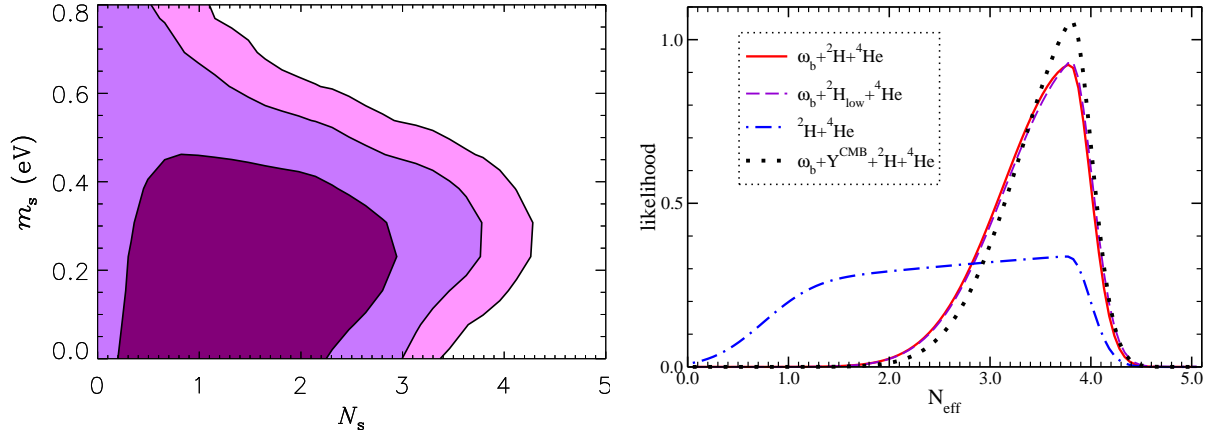 0.8
0.6
0.4
0.2
0.0
m_s (eV)
0 1 2 3 4 5
N_s
1.0
0.5
0.0
likelihood
ω_b+²H+⁴He
ω_b+²H_low+⁴He
²H+⁴He
ω_b+Y^CMB+²H+⁴He
0.0 1.0 2.0 3.0 4.0 5.0
N_eff